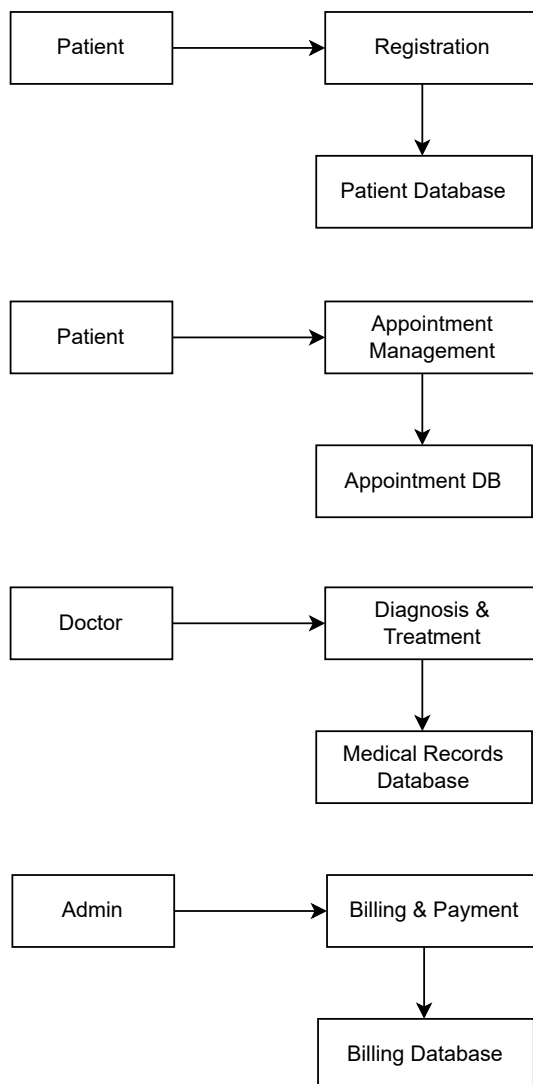 Patient
Registration
Patient Database
Patient
Appointment
Management
Appointment DB
Doctor
Diagnosis &
Treatment
Medical Records
Database
Admin
Billing & Payment
Billing Database